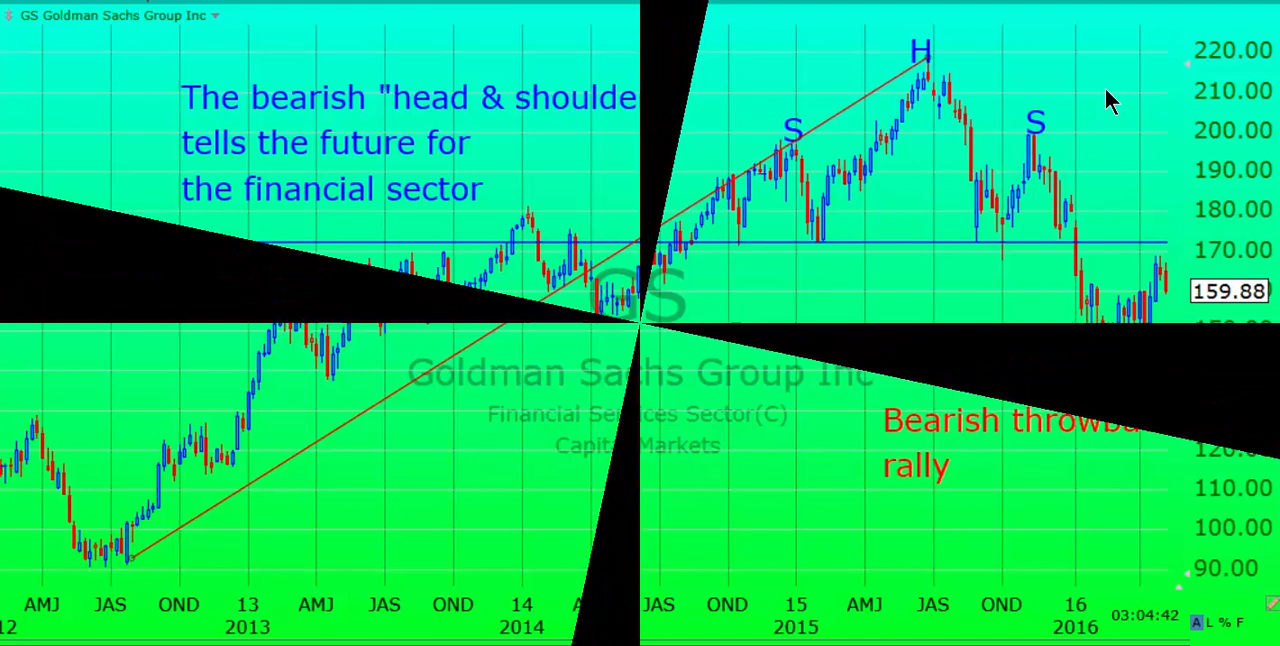 GS Goldman Sachs Group Inc
The bearish "head & shoulde
tells the future for
the financial sector
H
S
S
220.00
210.00
200.00
190.00
180.00
170.00
159.88
GS
Goldman Sachs Group Inc
Financial Services Sector(C)
Capital Markets
Bearish
rally
120.00
110.00
100.00
90.00
AMJ JAS OND 13 AMJ JAS OND 14 JAS OND 15 AMJ JAS OND 16
12 2013 2014 2015 2016
03:04:42
A L % F